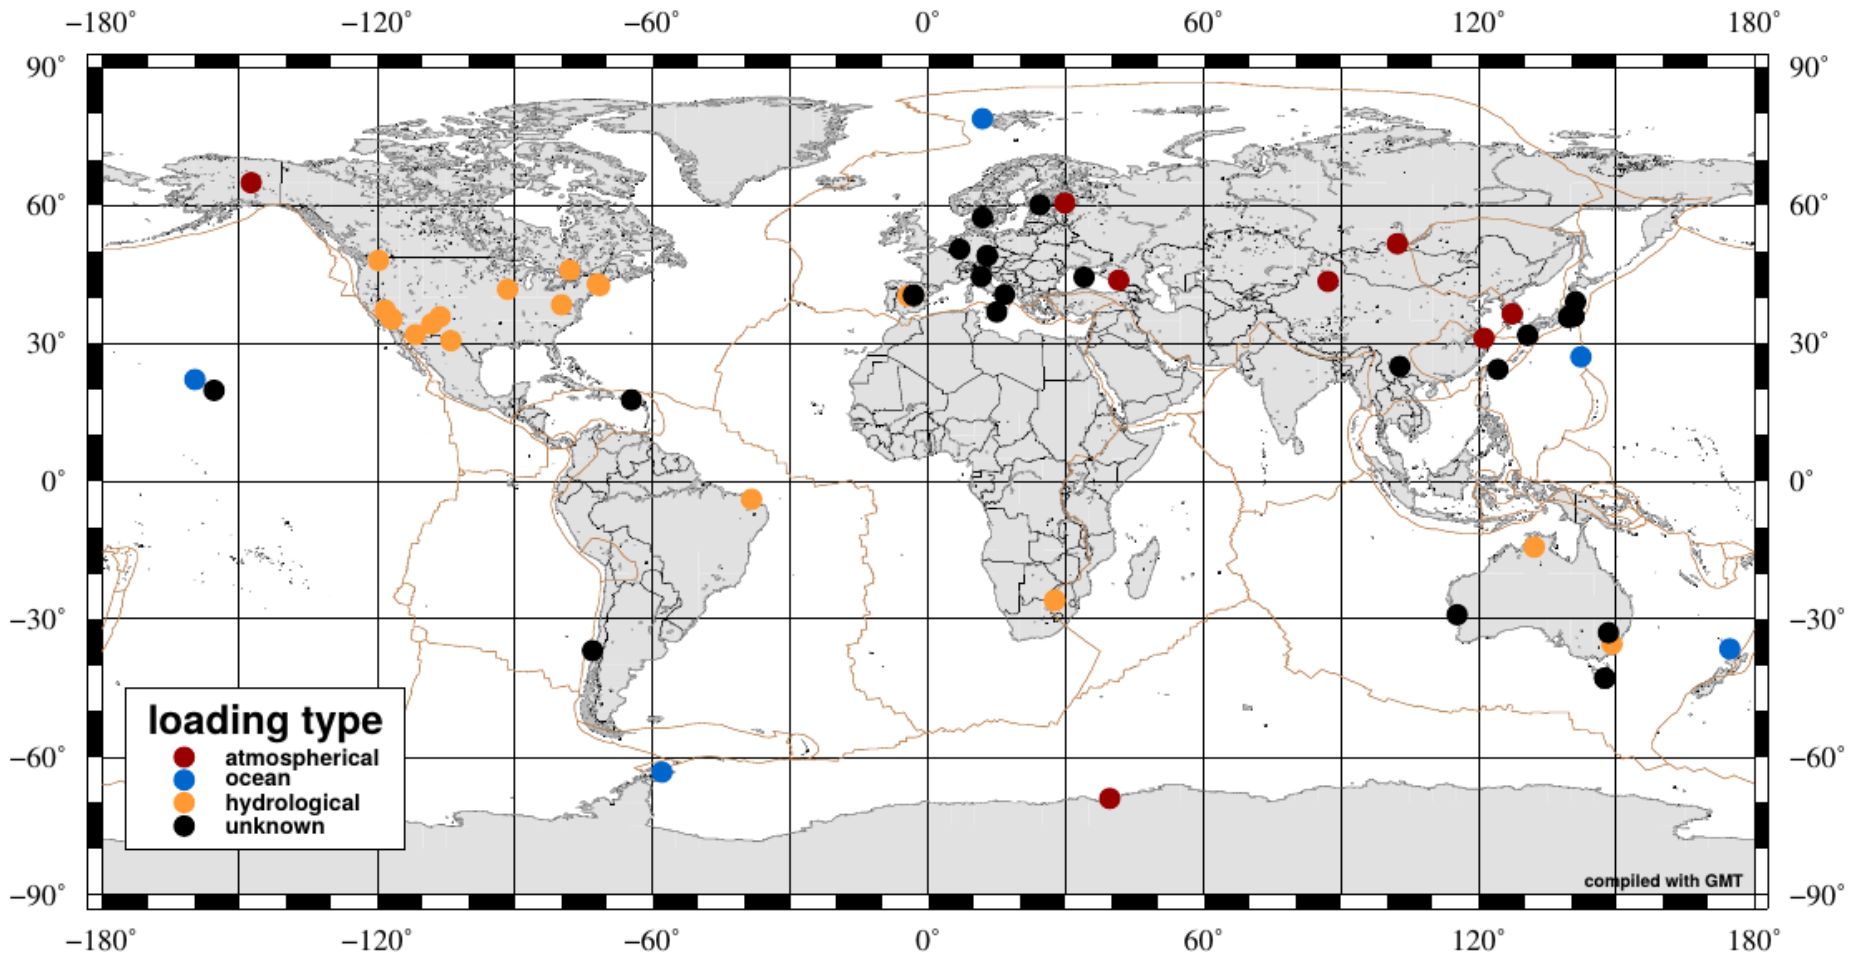 −180° −120° −60° 0° 60° 120° 180°
90° 90°
60° 60°
30° 30°
0° 0°
−30° −30°
−60° −60°
−90° −90°
loading type
atmospherical
ocean
hydrological
unknown
compiled with GMT
−180° −120° −60° 0° 60° 120° 180°